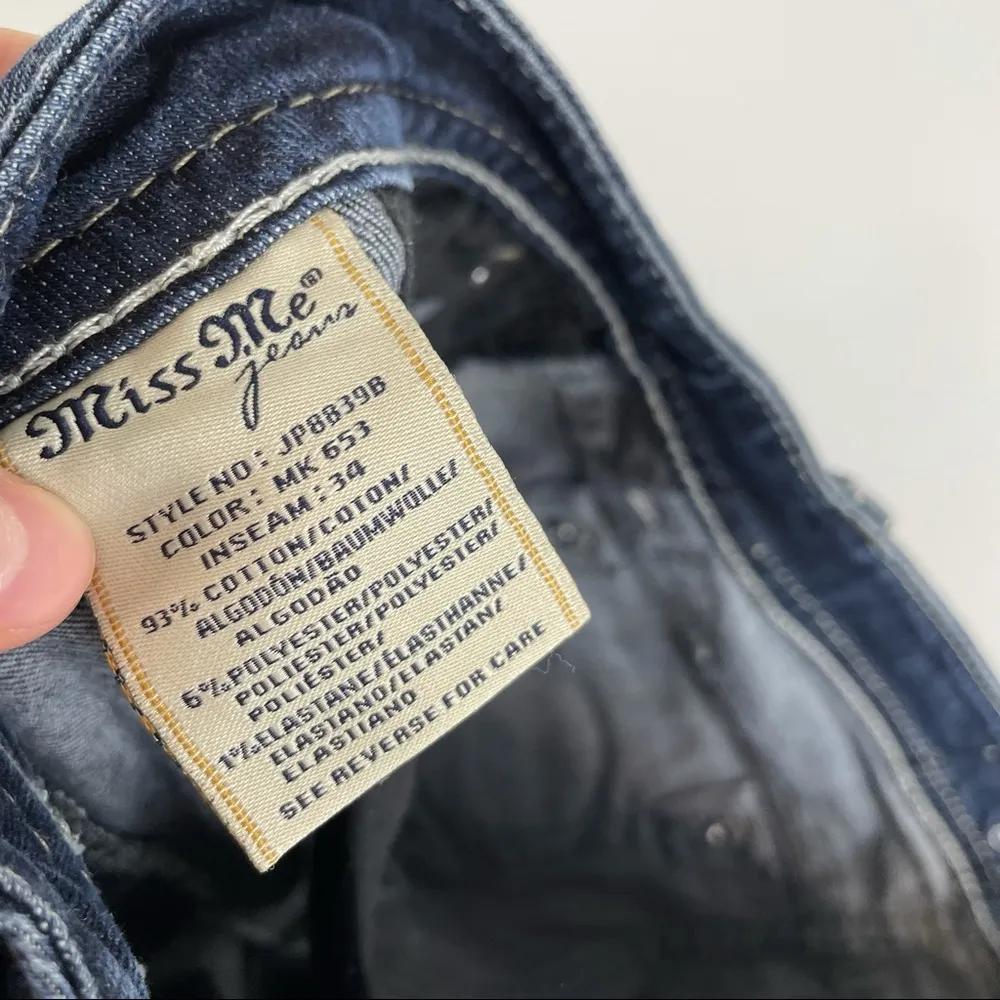 Miss Me®
jeans
STYLE NO: JP8839B
COLOR: MK 653
INSEAM: 34
93% COTTON/COTON/
ALGODÓN/BAUMWOLLE/
ALGODÃO
6% POLYESTER/POLYESTER/
POLIÉSTER/POLYESTER/
POLIÉSTER/
1% ELASTANE/ÉLASTHANNE/
ELASTANO/ELASTAN/
ELASTIANO
SEE REVERSE FOR CARE